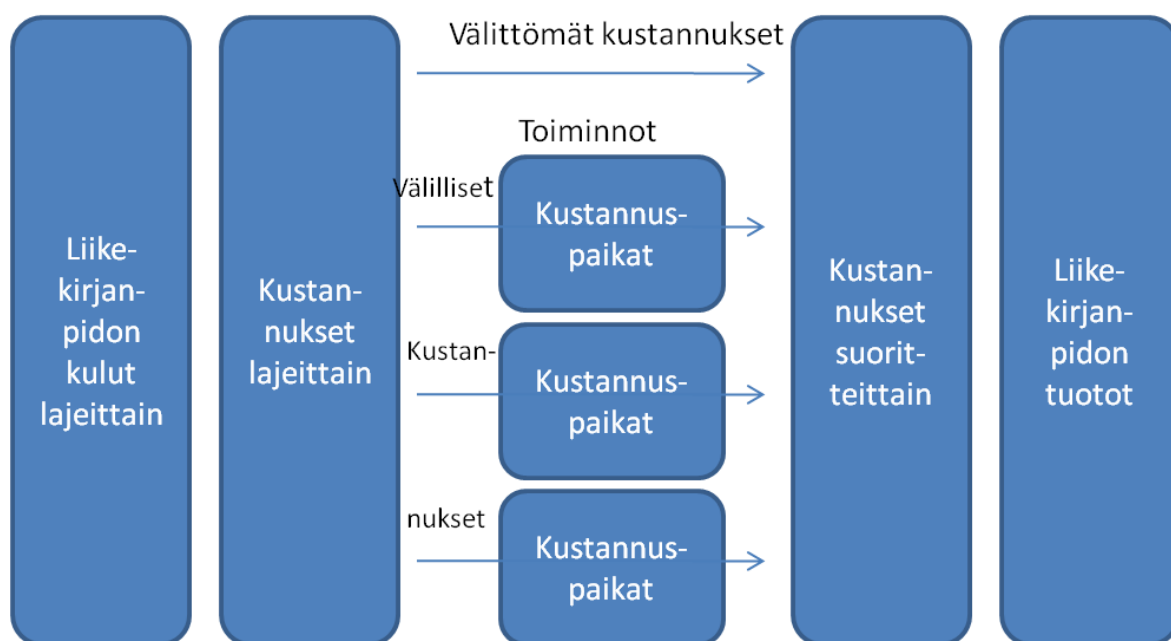 Välittömät kustannukset
Toiminnot
Liike-
kirjan-
pidon
kulut
lajeittain
Kustan-
nukset
lajeittain
Välilliset
Kustannus-
paikat
Kustan-
Kustannus-
paikat
nukset
Kustannus-
paikat
Kustan-
nukset
suorit-
teittain
Liike-
kirjan-
pidon
tuotot